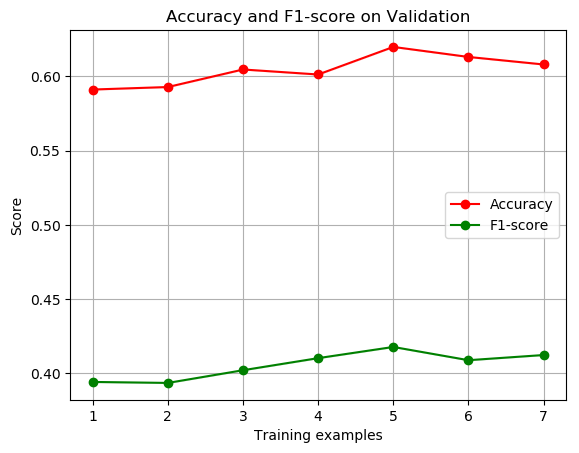 Accuracy and F1-score on Validation
0.60
0.55
0.50
0.45
0.40
Score
Accuracy
F1-score
1 2 3 4 5 6 7
Training examples